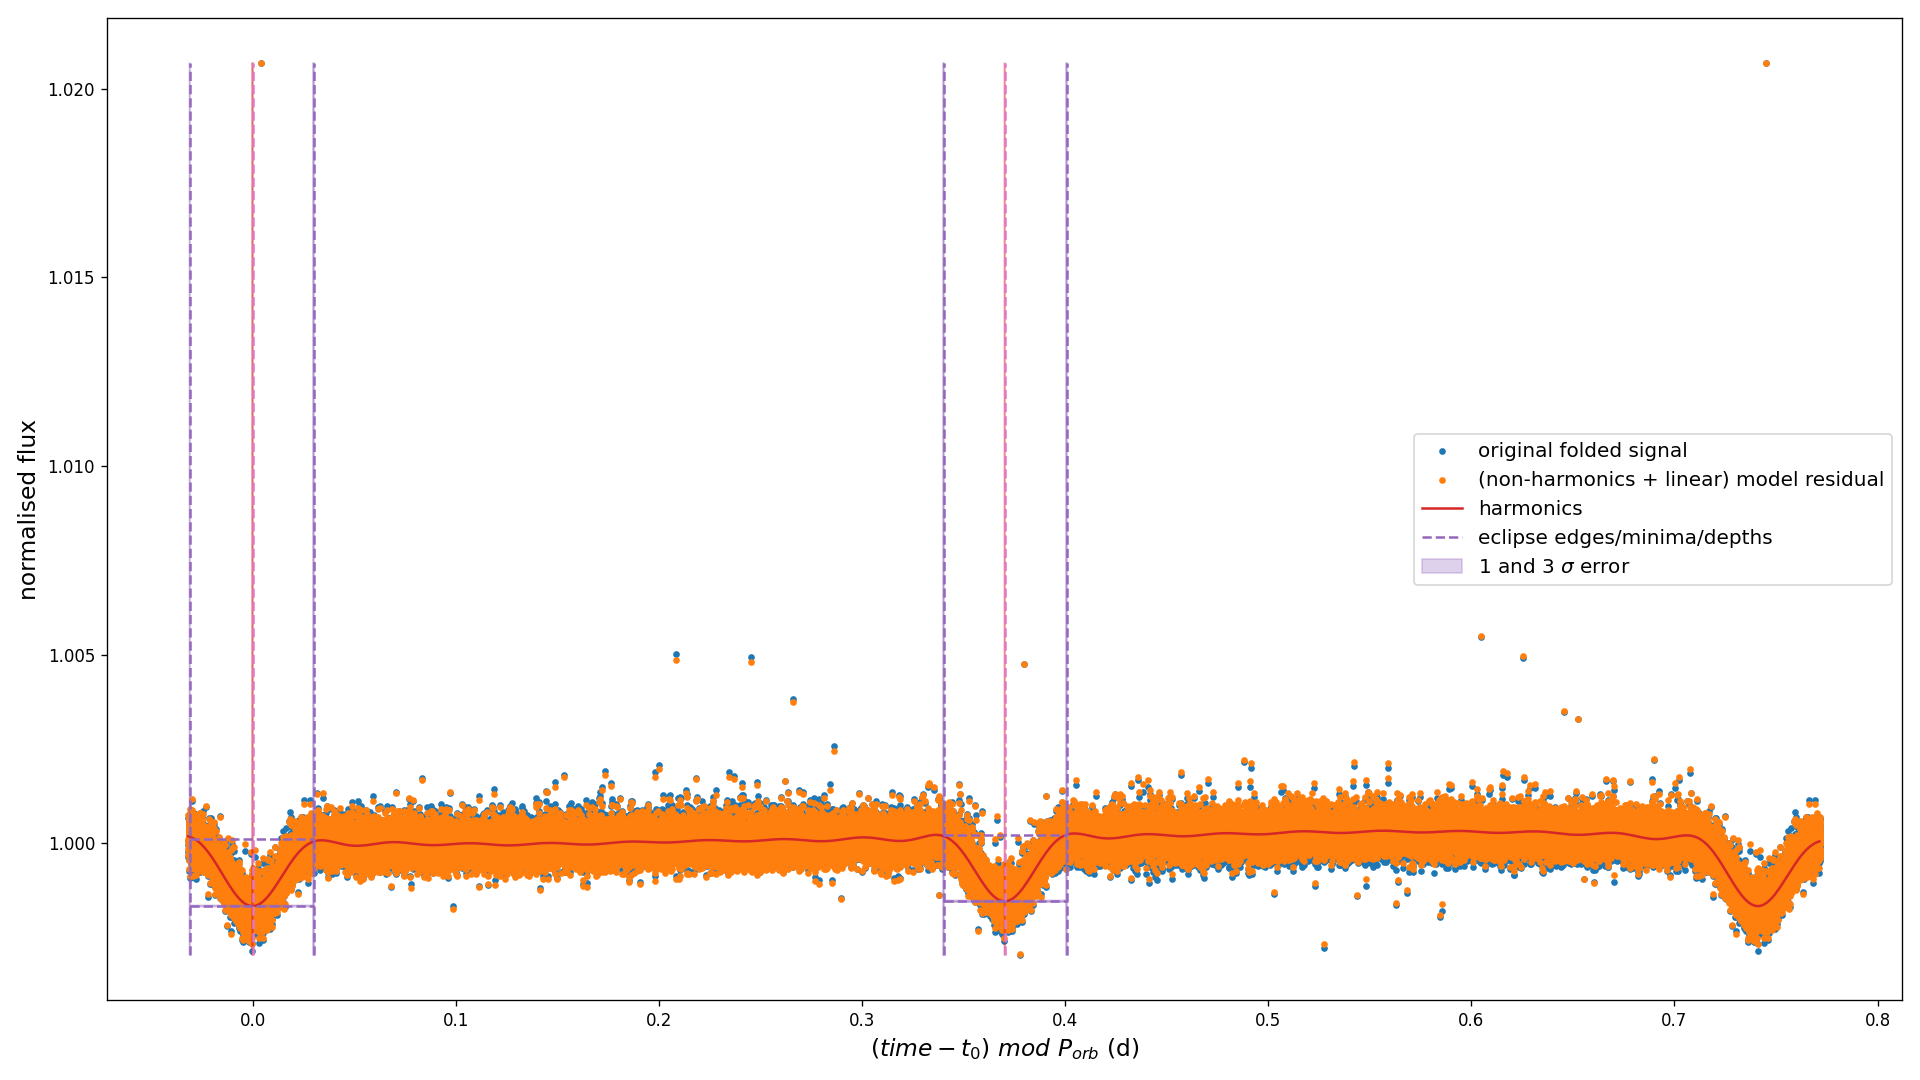 1.020
1.015
1.010
1.005
1.000
normalised flux
original folded signal
(non-harmonics + linear) model residual
harmonics
eclipse edges/minima/depths
1 and 3 σ error
0.0 0.1 0.2 0.3 0.4 0.5 0.6 0.7 0.8
(time − t₀) mod Pₒᵣb (d)